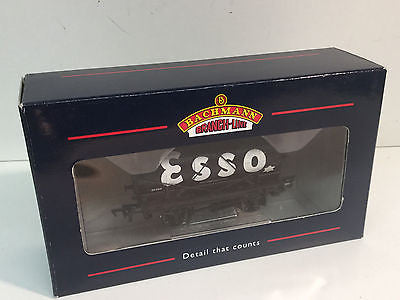 B
BACHMANN
BRANCH-LINE
ESSO
Detail that counts